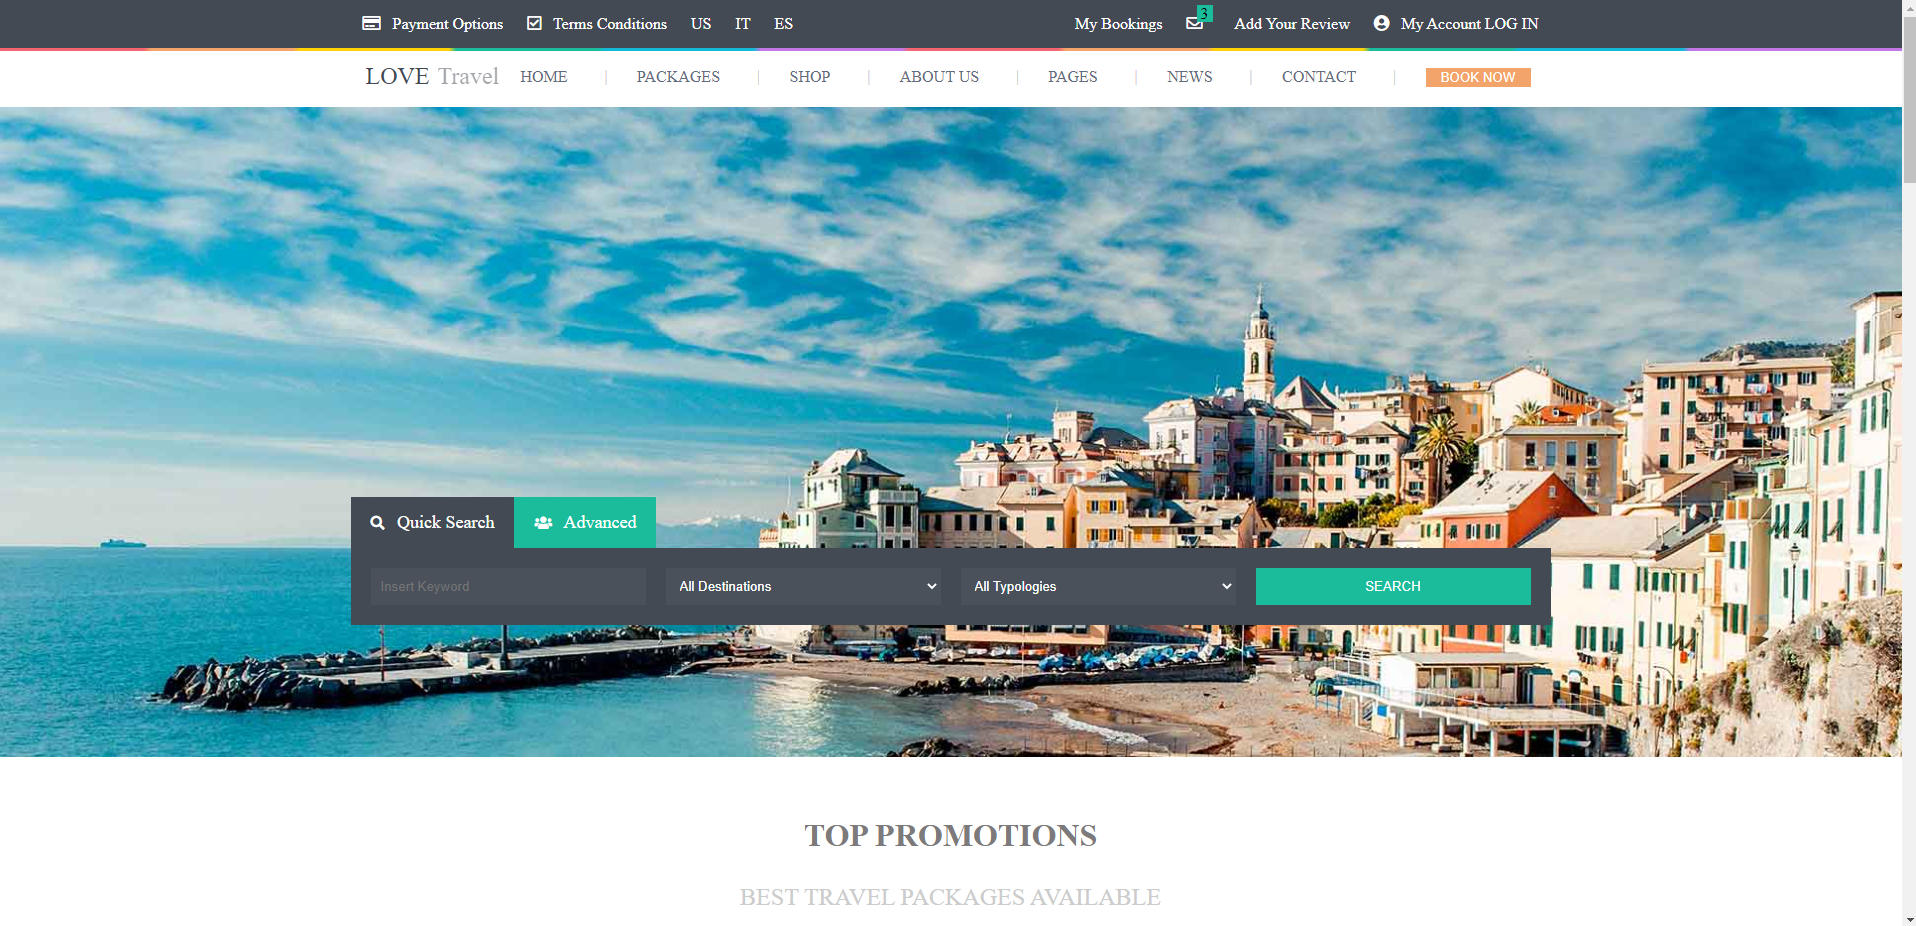 Payment Options Terms Conditions US IT ES My Bookings 3 Add Your Review My Account LOG IN
LOVE Travel HOME | PACKAGES | SHOP | ABOUT US | PAGES | NEWS | CONTACT | BOOK NOW
Quick Search Advanced
Insert Keyword All Destinations All Typologies SEARCH
TOP PROMOTIONS
BEST TRAVEL PACKAGES AVAILABLE